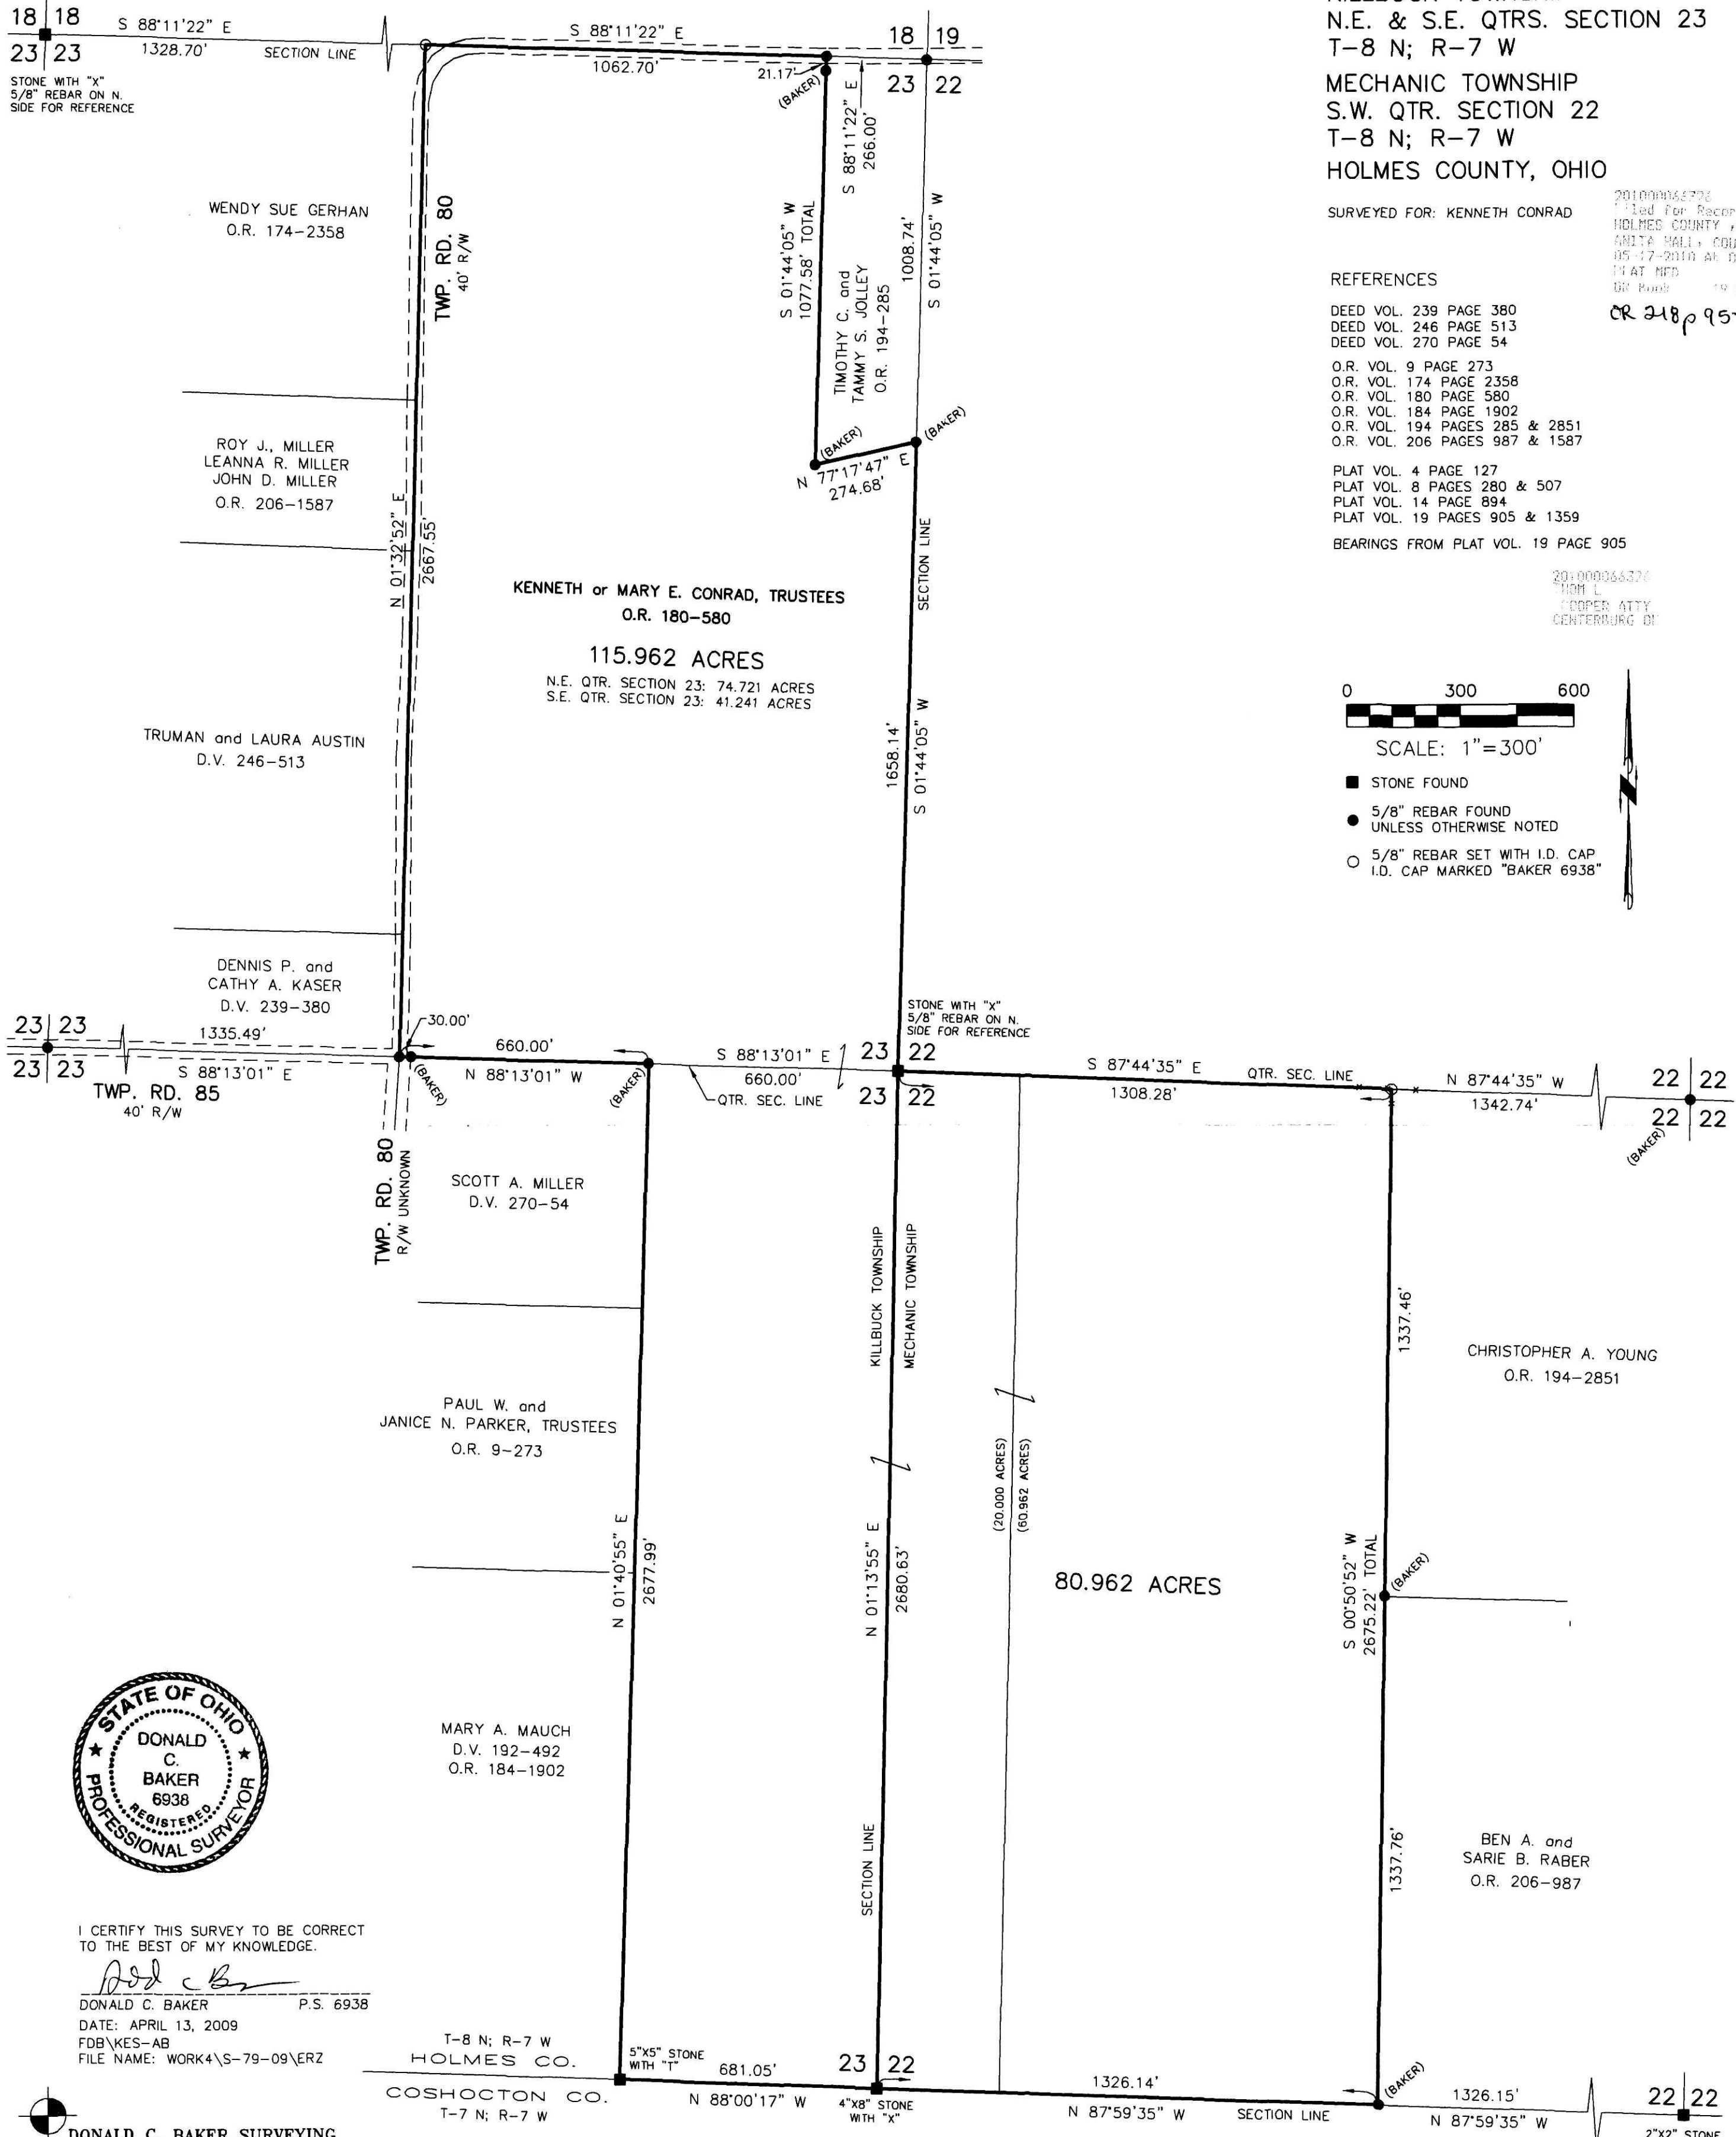 18 18
23 23
S 88°11'22" E
1328.70'
SECTION LINE
STONE WITH "X"
5/8" REBAR ON N.
SIDE FOR REFERENCE
S 88°11'22" E
1062.70'
21.17'
(BAKER)
18 19
23 22
S 88°11'22" E
266.00'
S 01°44'05" W
1077.58' TOTAL
TIMOTHY C. and
TAMMY S. JOLLEY
O.R. 194-285
1008.74'
S 01°44'05" W
(BAKER)
(BAKER)
N 77°17'47" E
274.68'
N.E. & S.E. QTRS. SECTION 23
T-8 N; R-7 W
MECHANIC TOWNSHIP
S.W. QTR. SECTION 22
T-8 N; R-7 W
HOLMES COUNTY, OHIO
SURVEYED FOR: KENNETH CONRAD
HOLMES COUNTY
REFERENCES
DEED VOL. 239 PAGE 380
DEED VOL. 246 PAGE 513
DEED VOL. 270 PAGE 54
O.R. VOL. 9 PAGE 273
O.R. VOL. 174 PAGE 2358
O.R. VOL. 180 PAGE 580
O.R. VOL. 184 PAGE 1902
O.R. VOL. 194 PAGES 285 & 2851
O.R. VOL. 206 PAGES 987 & 1587
PLAT VOL. 4 PAGE 127
PLAT VOL. 8 PAGES 280 & 507
PLAT VOL. 14 PAGE 894
PLAT VOL. 19 PAGES 905 & 1359
BEARINGS FROM PLAT VOL. 19 PAGE 905
COOPER ATTY
CENTERBURG
0 300 600
SCALE: 1"=300'
STONE FOUND
5/8" REBAR FOUND
UNLESS OTHERWISE NOTED
5/8" REBAR SET WITH I.D. CAP
I.D. CAP MARKED "BAKER 6938"
WENDY SUE GERHAN
O.R. 174-2358
TWP. RD. 80
40' R/W
ROY J., MILLER
LEANNA R. MILLER
JOHN D. MILLER
O.R. 206-1587
N 01°32'52" E
2667.55'
KENNETH or MARY E. CONRAD, TRUSTEES
O.R. 180-580
115.962 ACRES
N.E. QTR. SECTION 23: 74.721 ACRES
S.E. QTR. SECTION 23: 41.241 ACRES
SECTION LINE
1658.14'
S 01°44'05" W
TRUMAN and LAURA AUSTIN
D.V. 246-513
DENNIS P. and
CATHY A. KASER
D.V. 239-380
23 23
23 23
1335.49'
S 88°13'01" E
TWP. RD. 85
40' R/W
30.00'
660.00'
N 88°13'01" W
(BAKER)
(BAKER)
S 88°13'01" E
660.00'
QTR. SEC. LINE
STONE WITH "X"
5/8" REBAR ON N.
SIDE FOR REFERENCE
23 22
23 22
S 87°44'35" E
1308.28'
QTR. SEC. LINE
N 87°44'35" W
1342.74'
22 22
22 22
(BAKER)
TWP. RD. 80
R/W UNKNOWN
SCOTT A. MILLER
D.V. 270-54
PAUL W. and
JANICE N. PARKER, TRUSTEES
O.R. 9-273
N 01°40'55" E
2677.99'
KILLBUCK TOWNSHIP
MECHANIC TOWNSHIP
N 01°13'55" E
2680.63'
SECTION LINE
(20.000 ACRES)
(60.962 ACRES)
80.962 ACRES
1337.46'
S 00°50'52" W
2675.22' TOTAL
(BAKER)
1337.76'
CHRISTOPHER A. YOUNG
O.R. 194-2851
BEN A. and
SARIE B. RABER
O.R. 206-987
MARY A. MAUCH
D.V. 192-492
O.R. 184-1902
STATE OF OHIO
DONALD
C.
BAKER
6938
REGISTERED
PROFESSIONAL SURVEYOR
I CERTIFY THIS SURVEY TO BE CORRECT
TO THE BEST OF MY KNOWLEDGE.
DONALD C. BAKER P.S. 6938
DATE: APRIL 13, 2009
FDB\KES-AB
FILE NAME: WORK4\S-79-09\ERZ
T-8 N; R-7 W
HOLMES CO.
COSHOCTON CO.
T-7 N; R-7 W
5"X5" STONE
WITH "T"
681.05'
N 88°00'17" W
23 22
4"X8" STONE
WITH "X"
1326.14'
N 87°59'35" W
SECTION LINE
(BAKER)
1326.15'
N 87°59'35" W
22 22
2"X2" STONE
DONALD C. BAKER SURVEYING